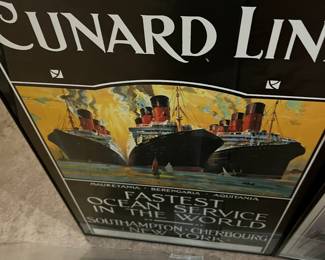 CUNARD LIN
MAURETANIA / BERENGARIA / AQUITANIA
FASTEST
OCEAN SERVICE
IN THE WORLD
SOUTHAMPTON-CHERBOURG
NEW YORK